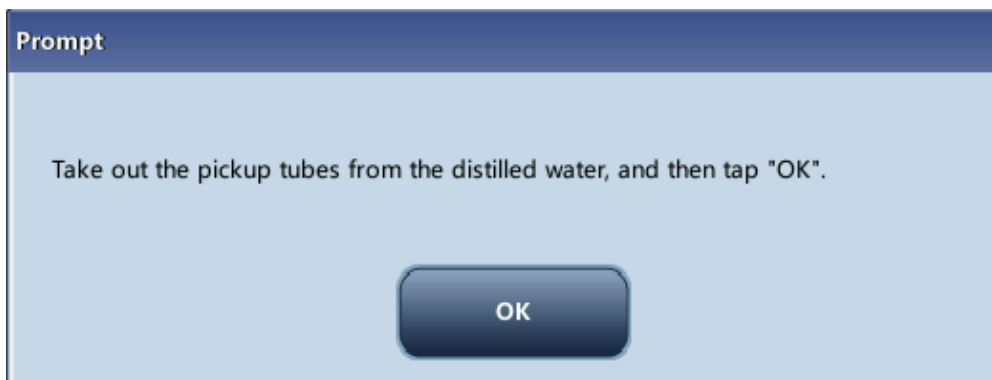 Prompt
Take out the pickup tubes from the distilled water, and then tap "OK".
OK